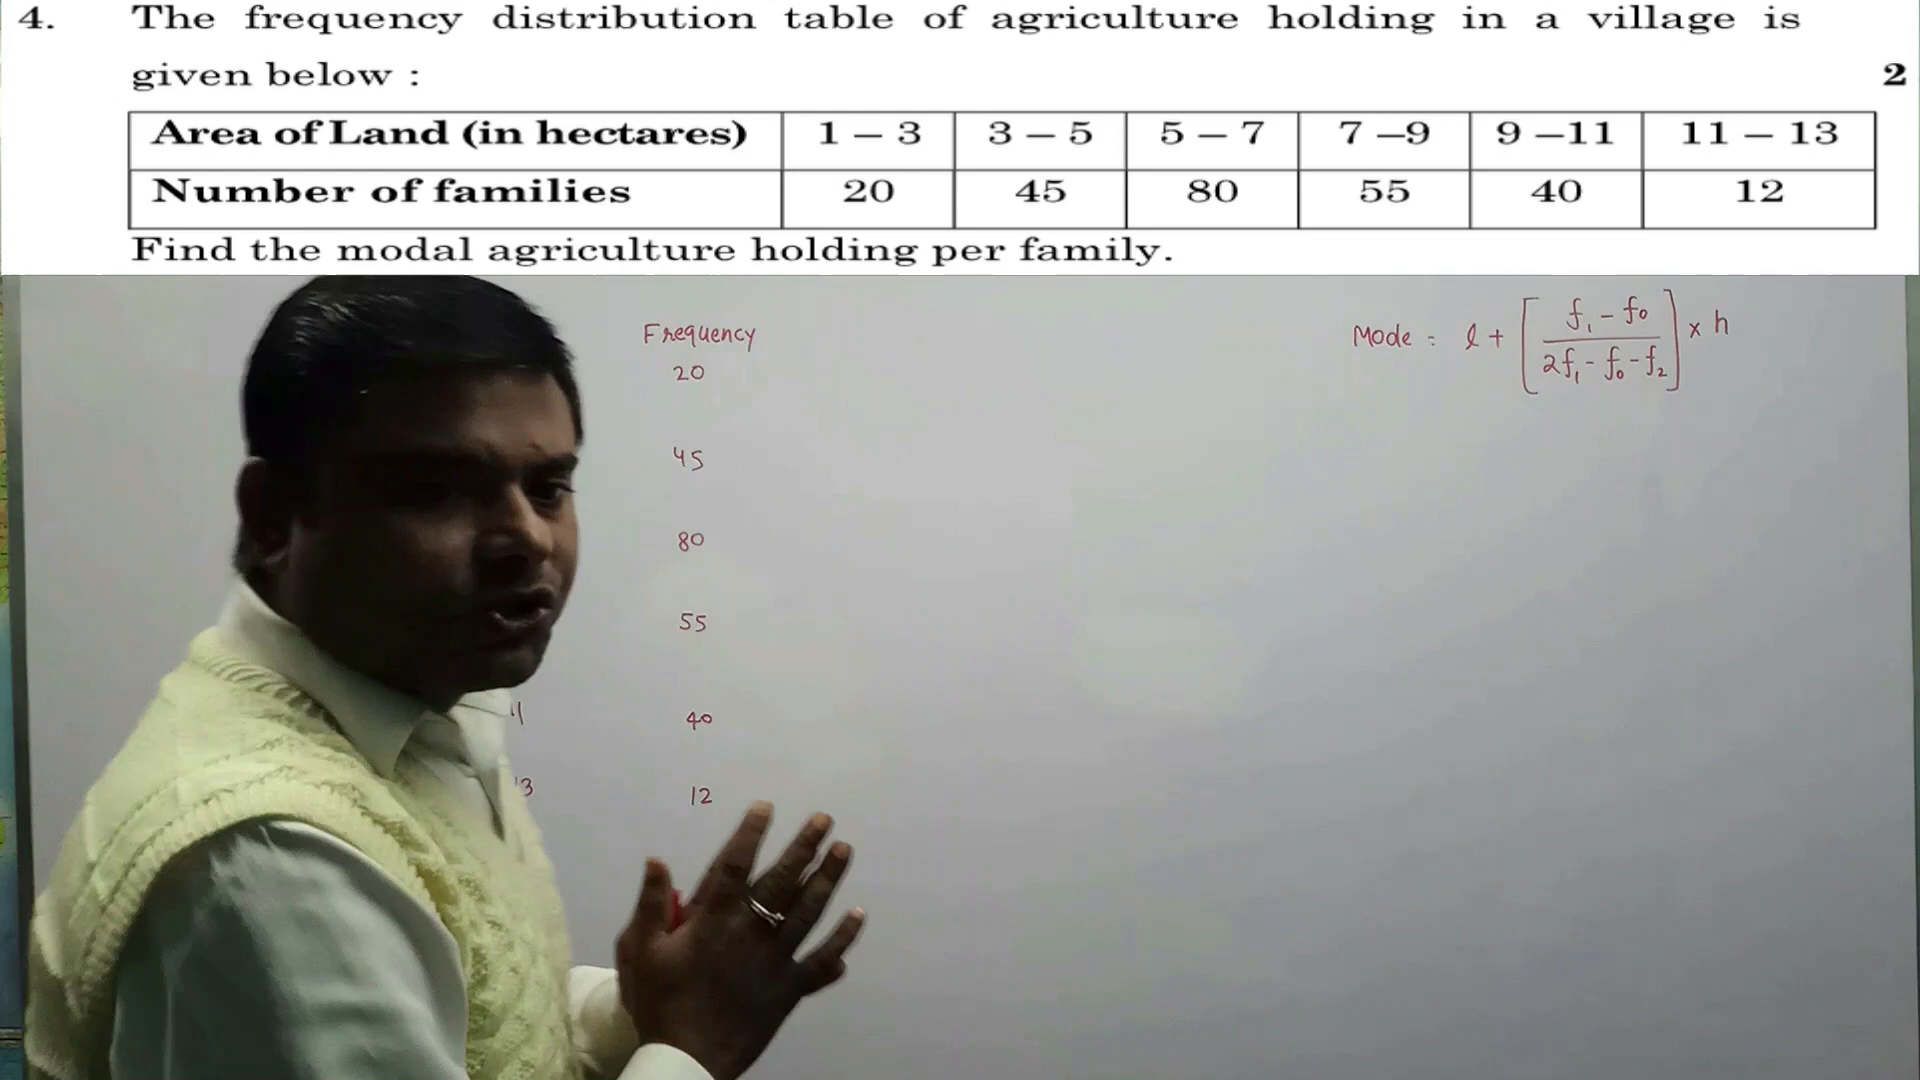 4. The frequency distribution table of agriculture holding in a village is
given below : 2
Area of Land (in hectares) 1 – 3 3 – 5 5 – 7 7 –9 9 –11 11 – 13
Number of families 20 45 80 55 40 12
Find the modal agriculture holding per family.
Frequency
20
45
80
55
40
12
Mode = l + [ f₁ - f₀ / 2f₁ - f₀ - f₂ ] × h